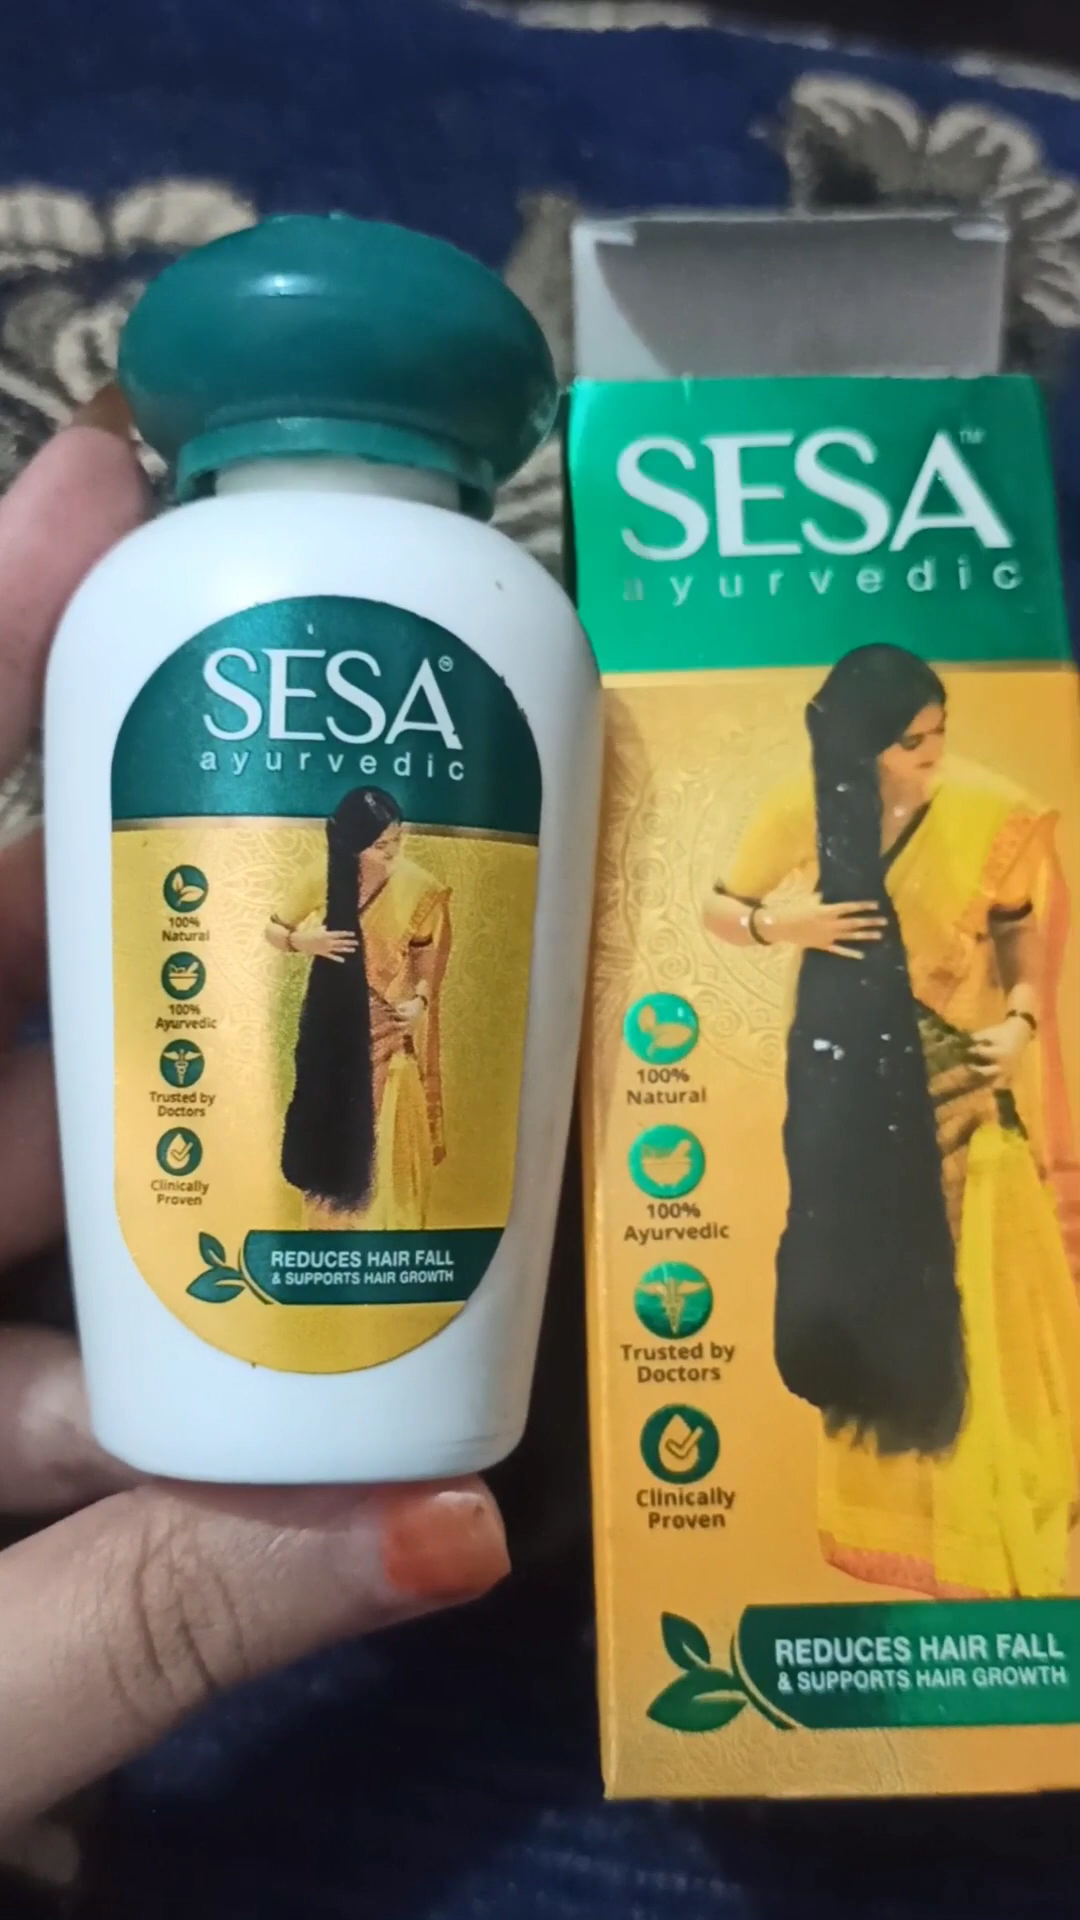 SESA®
ayurvedic
100%
Natural
100%
Ayurvedic
Trusted by
Doctors
Clinically
Proven
REDUCES HAIR FALL
& SUPPORTS HAIR GROWTH
SESA™
ayurvedic
100%
Natural
100%
Ayurvedic
Trusted by
Doctors
Clinically
Proven
REDUCES HAIR FALL
& SUPPORTS HAIR GROWTH